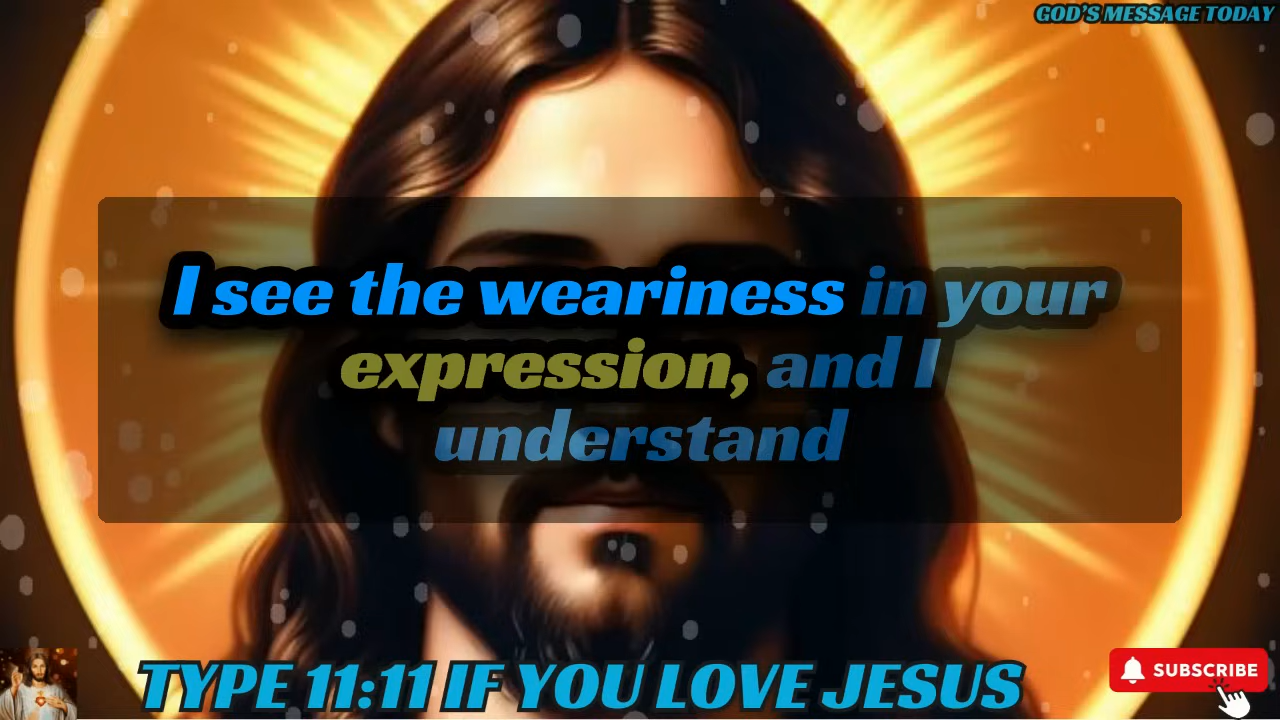 GOD'S MESSAGE TODAY
I see the weariness in your
expression, and I
understand
TYPE 11:11 IF YOU LOVE JESUS
SUBSCRIBE